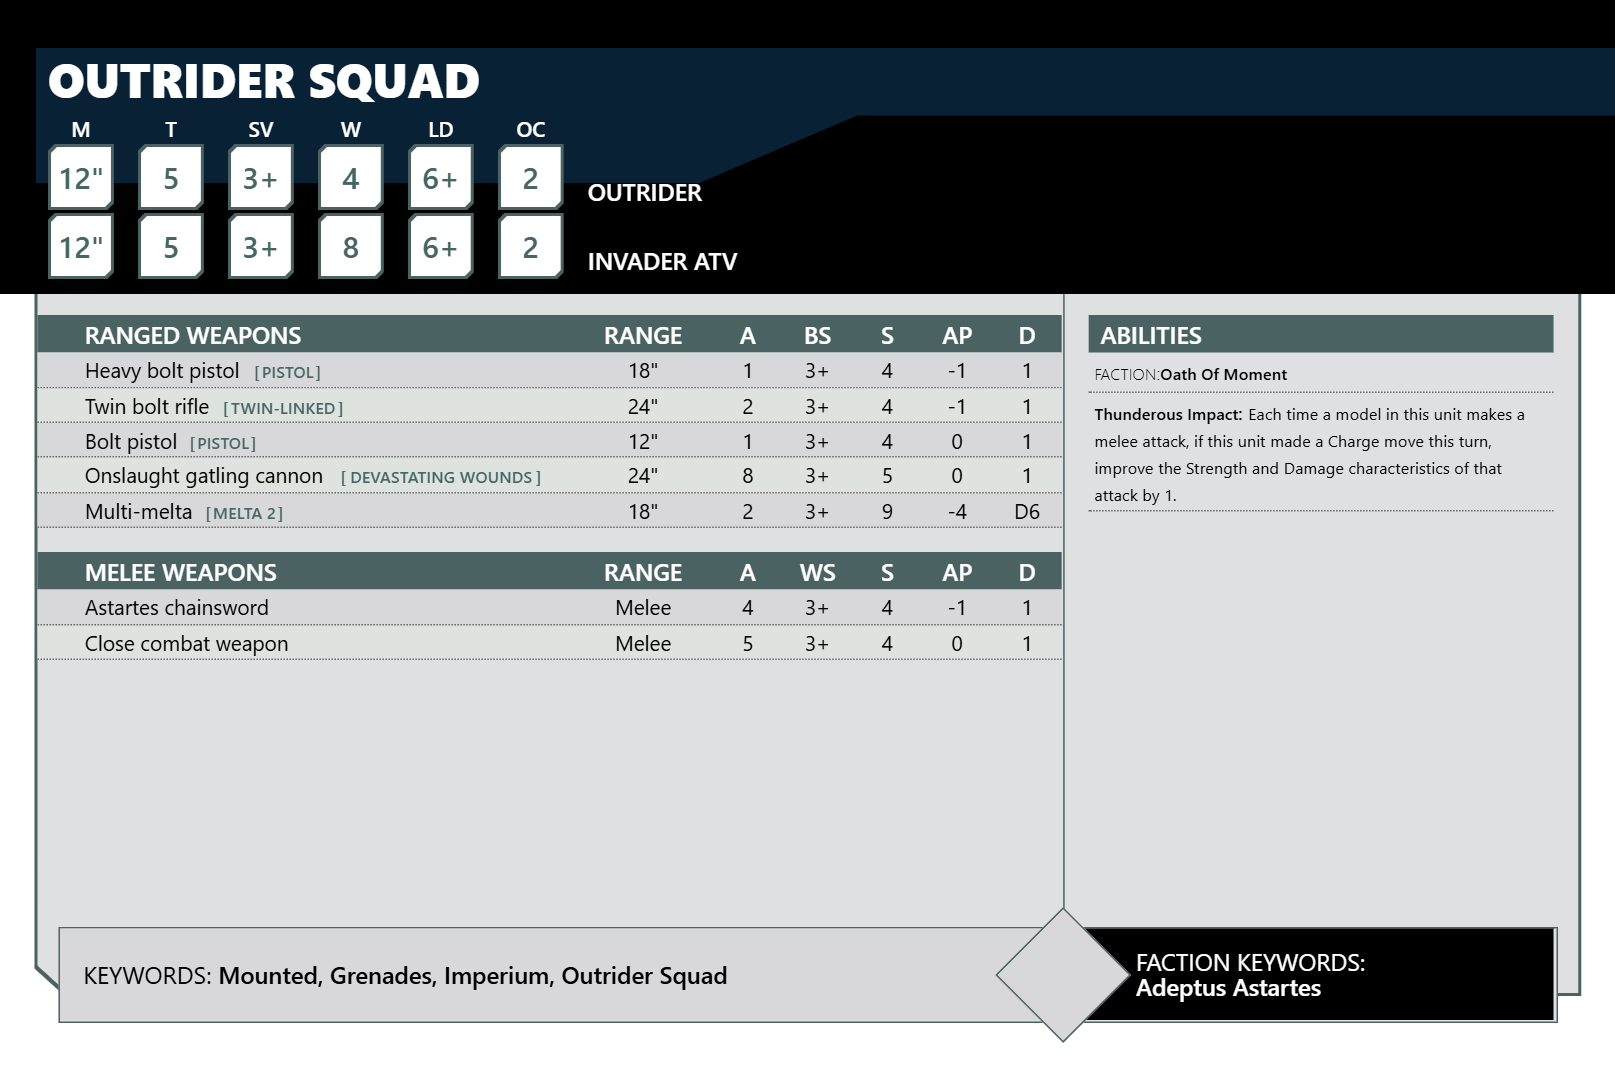 OUTRIDER SQUAD
M T SV W LD OC
12" 5 3+ 4 6+ 2 OUTRIDER
12" 5 3+ 8 6+ 2 INVADER ATV
RANGED WEAPONS RANGE A BS S AP D
Heavy bolt pistol [PISTOL] 18" 1 3+ 4 -1 1
Twin bolt rifle [TWIN-LINKED] 24" 2 3+ 4 -1 1
Bolt pistol [PISTOL] 12" 1 3+ 4 0 1
Onslaught gatling cannon [DEVASTATING WOUNDS] 24" 8 3+ 5 0 1
Multi-melta [MELTA 2] 18" 2 3+ 9 -4 D6
MELEE WEAPONS RANGE A WS S AP D
Astartes chainsword Melee 4 3+ 4 -1 1
Close combat weapon Melee 5 3+ 4 0 1
ABILITIES
FACTION:Oath Of Moment
Thunderous Impact: Each time a model in this unit makes a
melee attack, if this unit made a Charge move this turn,
improve the Strength and Damage characteristics of that
attack by 1.
KEYWORDS: Mounted, Grenades, Imperium, Outrider Squad
FACTION KEYWORDS:
Adeptus Astartes